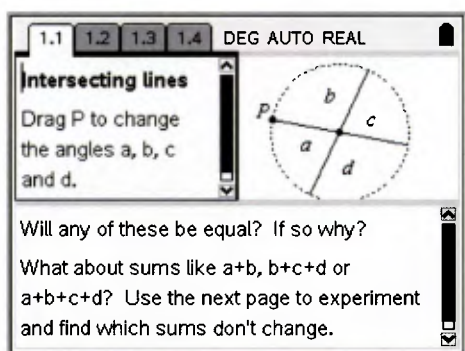 1.1 1.2 1.3 1.4 DEG AUTO REAL
Intersecting lines
Drag P to change
the angles a, b, c
and d.
P
b
c
a
d
Will any of these be equal? If so why?
What about sums like a+b, b+c+d or
a+b+c+d? Use the next page to experiment
and find which sums don't change.